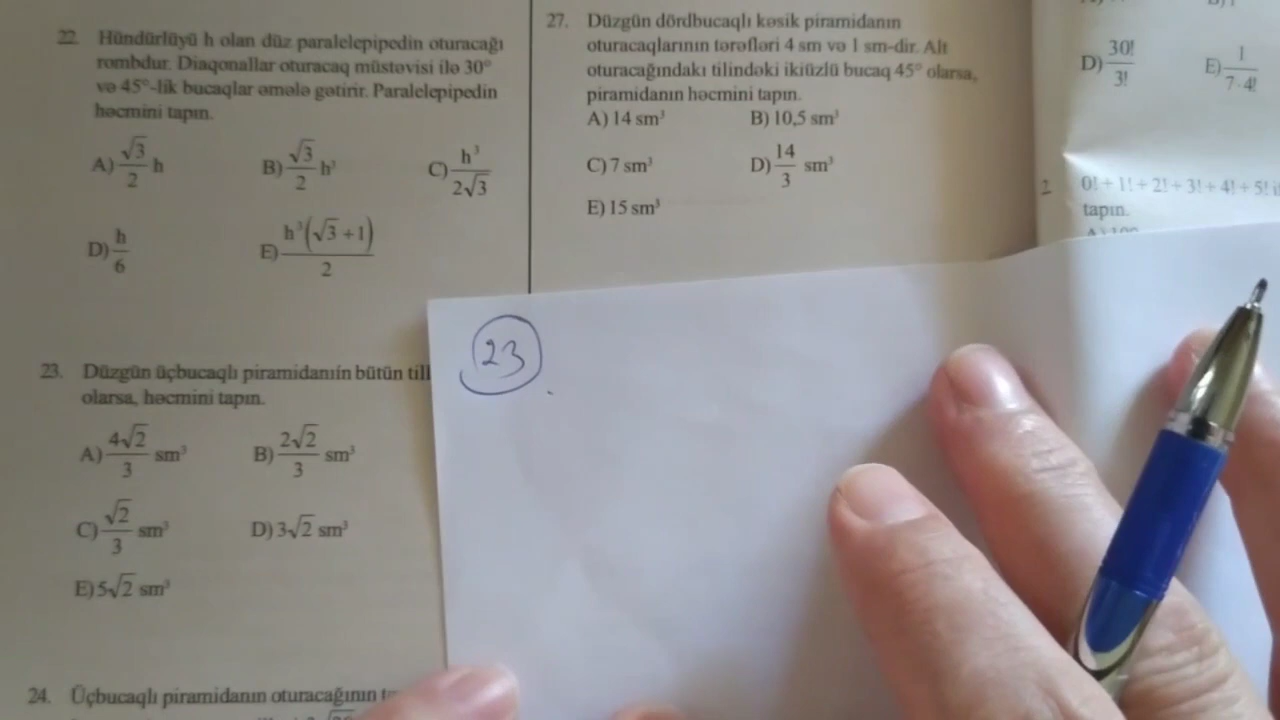 22. Hündürlüyü h olan düz paralelepipedin oturacağı
rombdur. Diaqonallar oturacaq müstəvisi ilə 30°
və 45°-lik bucaqlar əmələ gətirir. Paralelepipedin
həcmini tapın.
A) √3/2 h B) √3/2 h² C) h³/2√3
D) h/6 E) h³(√3+1)/2
23. Düzgün üçbucaqlı piramidanıın bütün
olarsa, həcmini tapın.
A) 4√2/3 sm³ B) 2√2/3 sm³
C) √2/3 sm³ D) 3√2 sm³
E) 5√2 sm³
24. Üçbucaqlı piramidanın oturacağının
27. Düzgün dördbucaqlı kəsik piramidanın
oturacaqlarının tərəfləri 4 sm və 1 sm-dir. Alt
oturacağındakı tilindəki ikiüzlü bucaq 45° olarsa,
piramidanın həcmini tapın.
A) 14 sm³ B) 10,5 sm³
C) 7 sm³ D) 14/3 sm³
E) 15 sm³
23
D) 30!/3! E) 1/7·4!
0! + 1! + 2! + 3! + 4! + 5!
tapın.